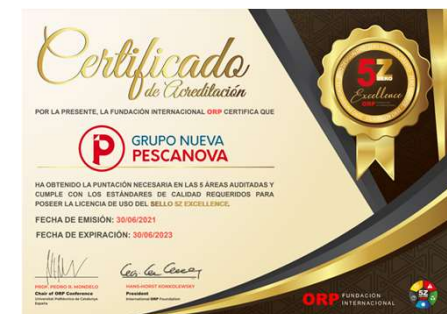 Certificado
de Acreditación
POR LA PRESENTE, LA FUNDACIÓN INTERNACIONAL ORP CERTIFICA QUE
GRUPO NUEVA
PESCANOVA
HA OBTENIDO LA PUNTACIÓN NECESARIA EN LAS 5 ÁREAS AUDITADAS Y
CUMPLE CON LOS ESTÁNDARES DE CALIDAD REQUERIDOS PARA
POSEER LA LICENCIA DE USO DEL SELLO 5Z EXCELLENCE.
FECHA DE EMISIÓN: 30/06/2021
FECHA DE EXPIRACIÓN: 30/06/2023
PROF. PEDRO R. MONDELO
Chair of ORP Conference
Universitat Politècnica de Catalunya
España
HANS-HORST KONKOLEWSKY
President
International ORP Foundation
5Z
Excellence
ORP
ORP FUNDACIÓN
INTERNACIONAL